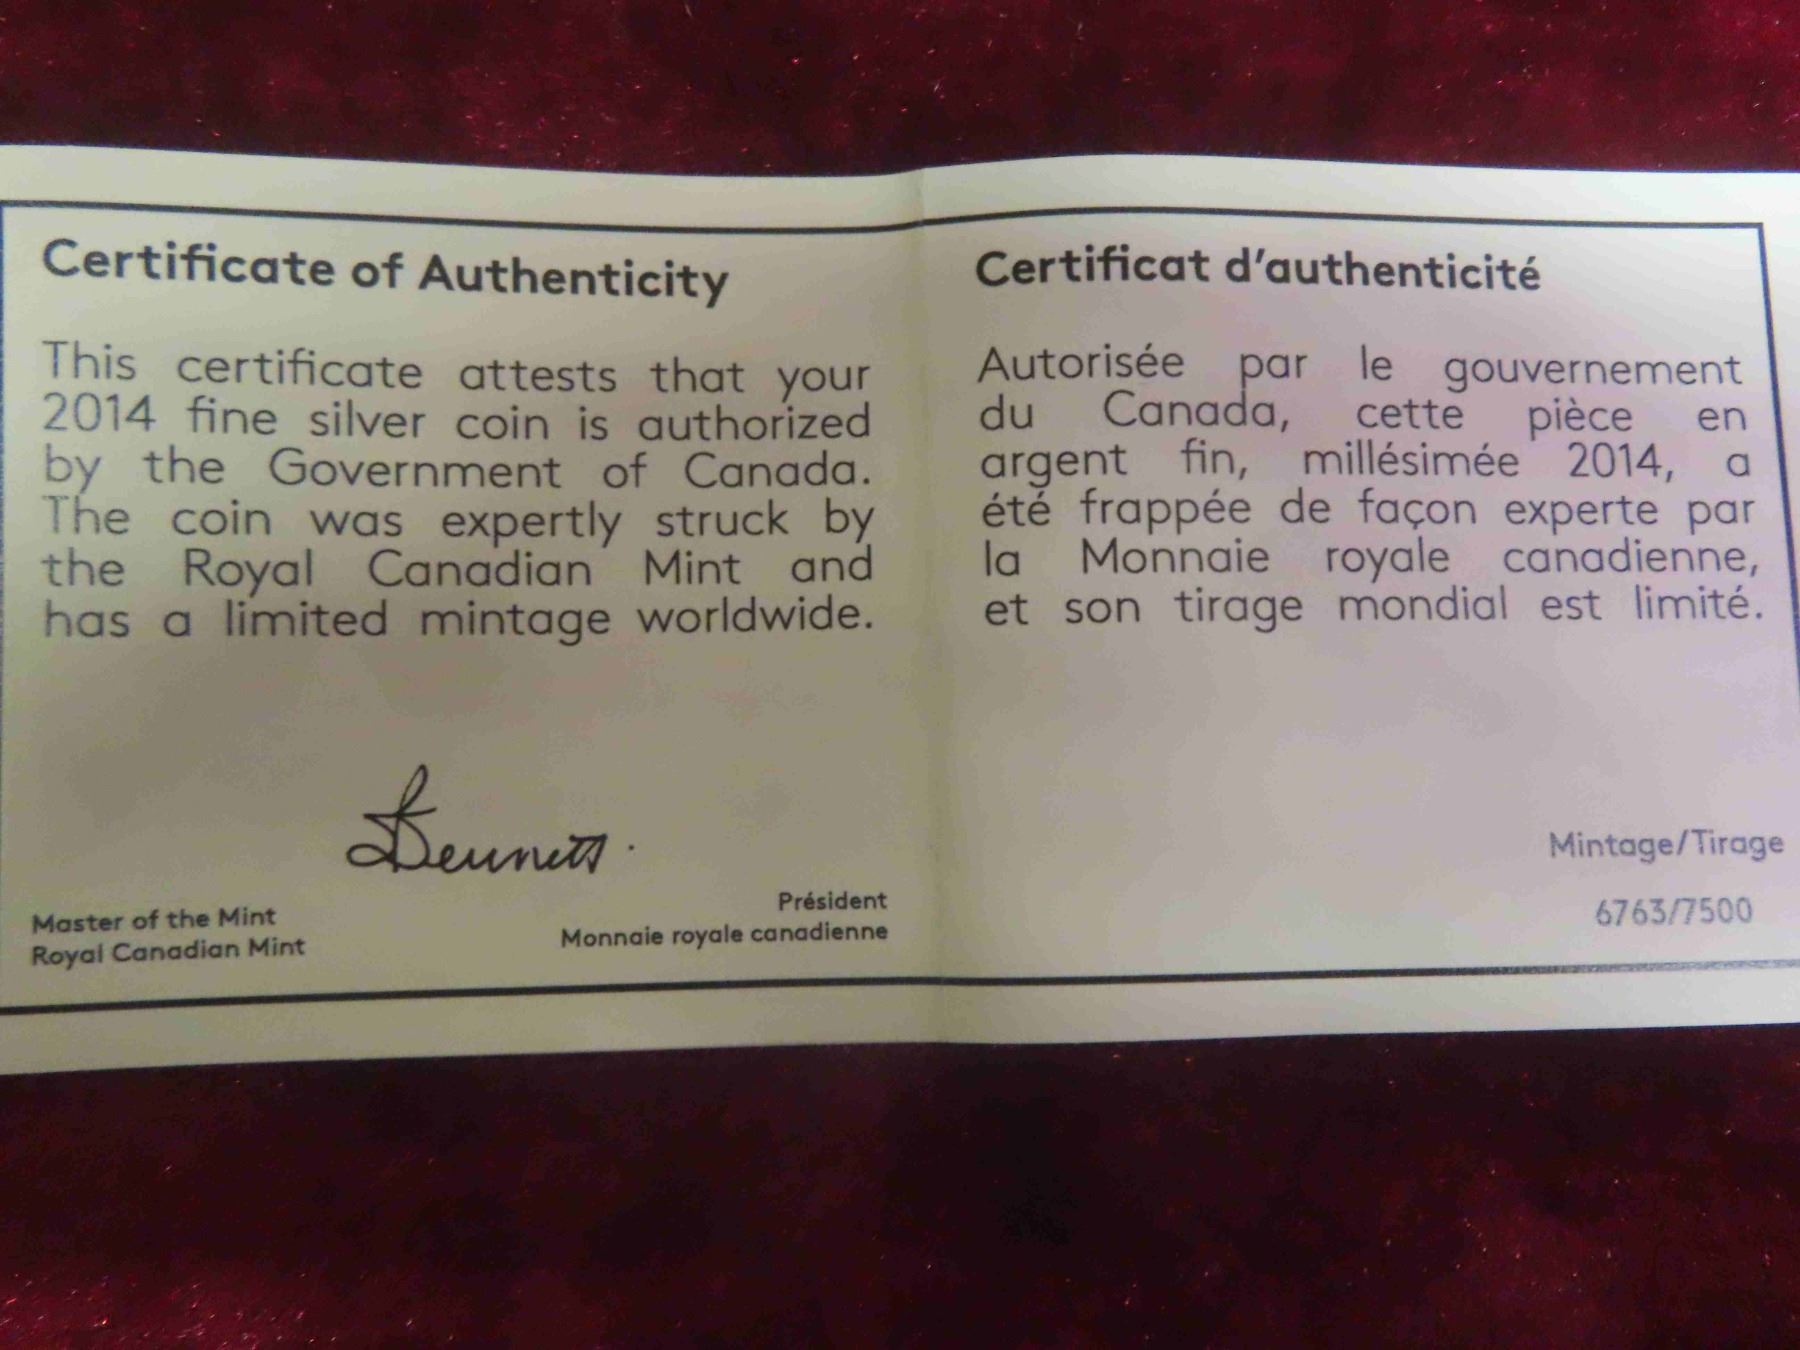 Certificate of Authenticity
This certificate attests that your
2014 fine silver coin is authorized
by the Government of Canada.
The coin was expertly struck by
the Royal Canadian Mint and
has a limited mintage worldwide.
Bennett
Master of the Mint
Royal Canadian Mint
Président
Monnaie royale canadienne
Certificat d'authenticité
Autorisée par le gouvernement
du Canada, cette pièce en
argent fin, millésimée 2014, a
été frappée de façon experte par
la Monnaie royale canadienne,
et son tirage mondial est limité.
Mintage/Tirage
6763/7500